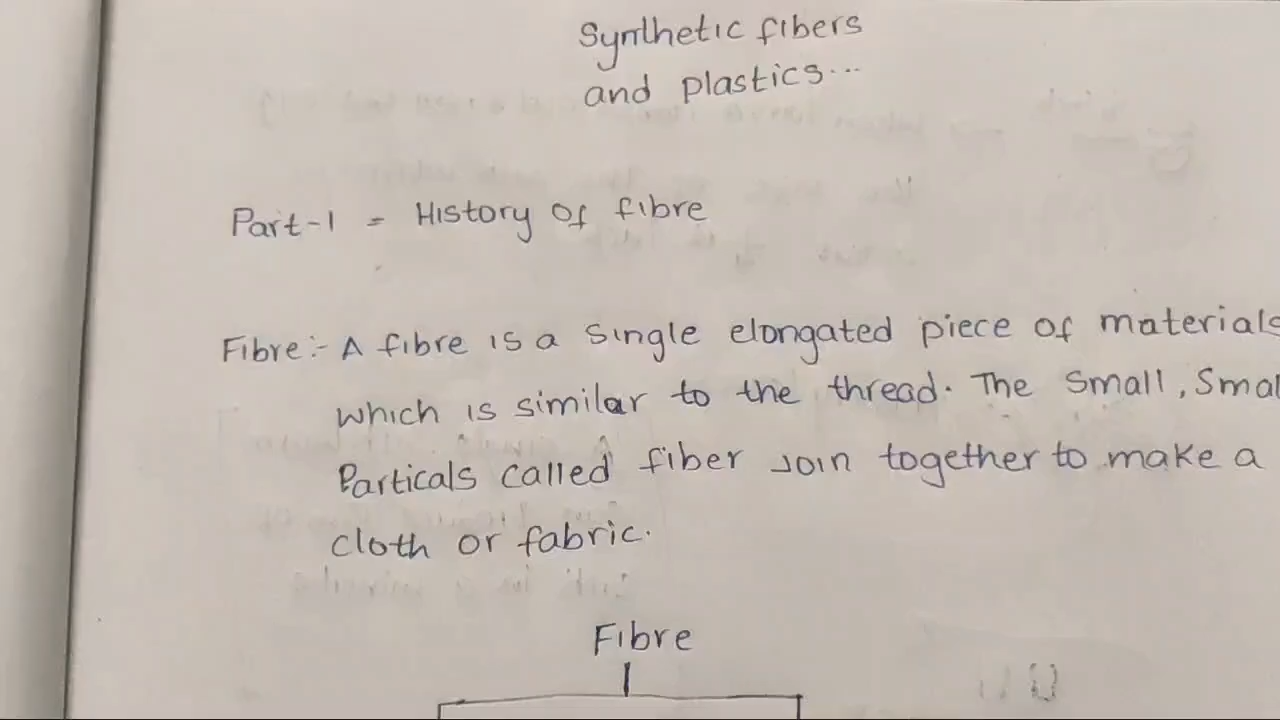 Synthetic fibers
and plastics...
Part-1 = History of fibre
Fibre:- A fibre is a single elongated piece of materials
which is similar to the thread. The small, smal
Particals called fiber join together to make a
cloth or fabric.
Fibre